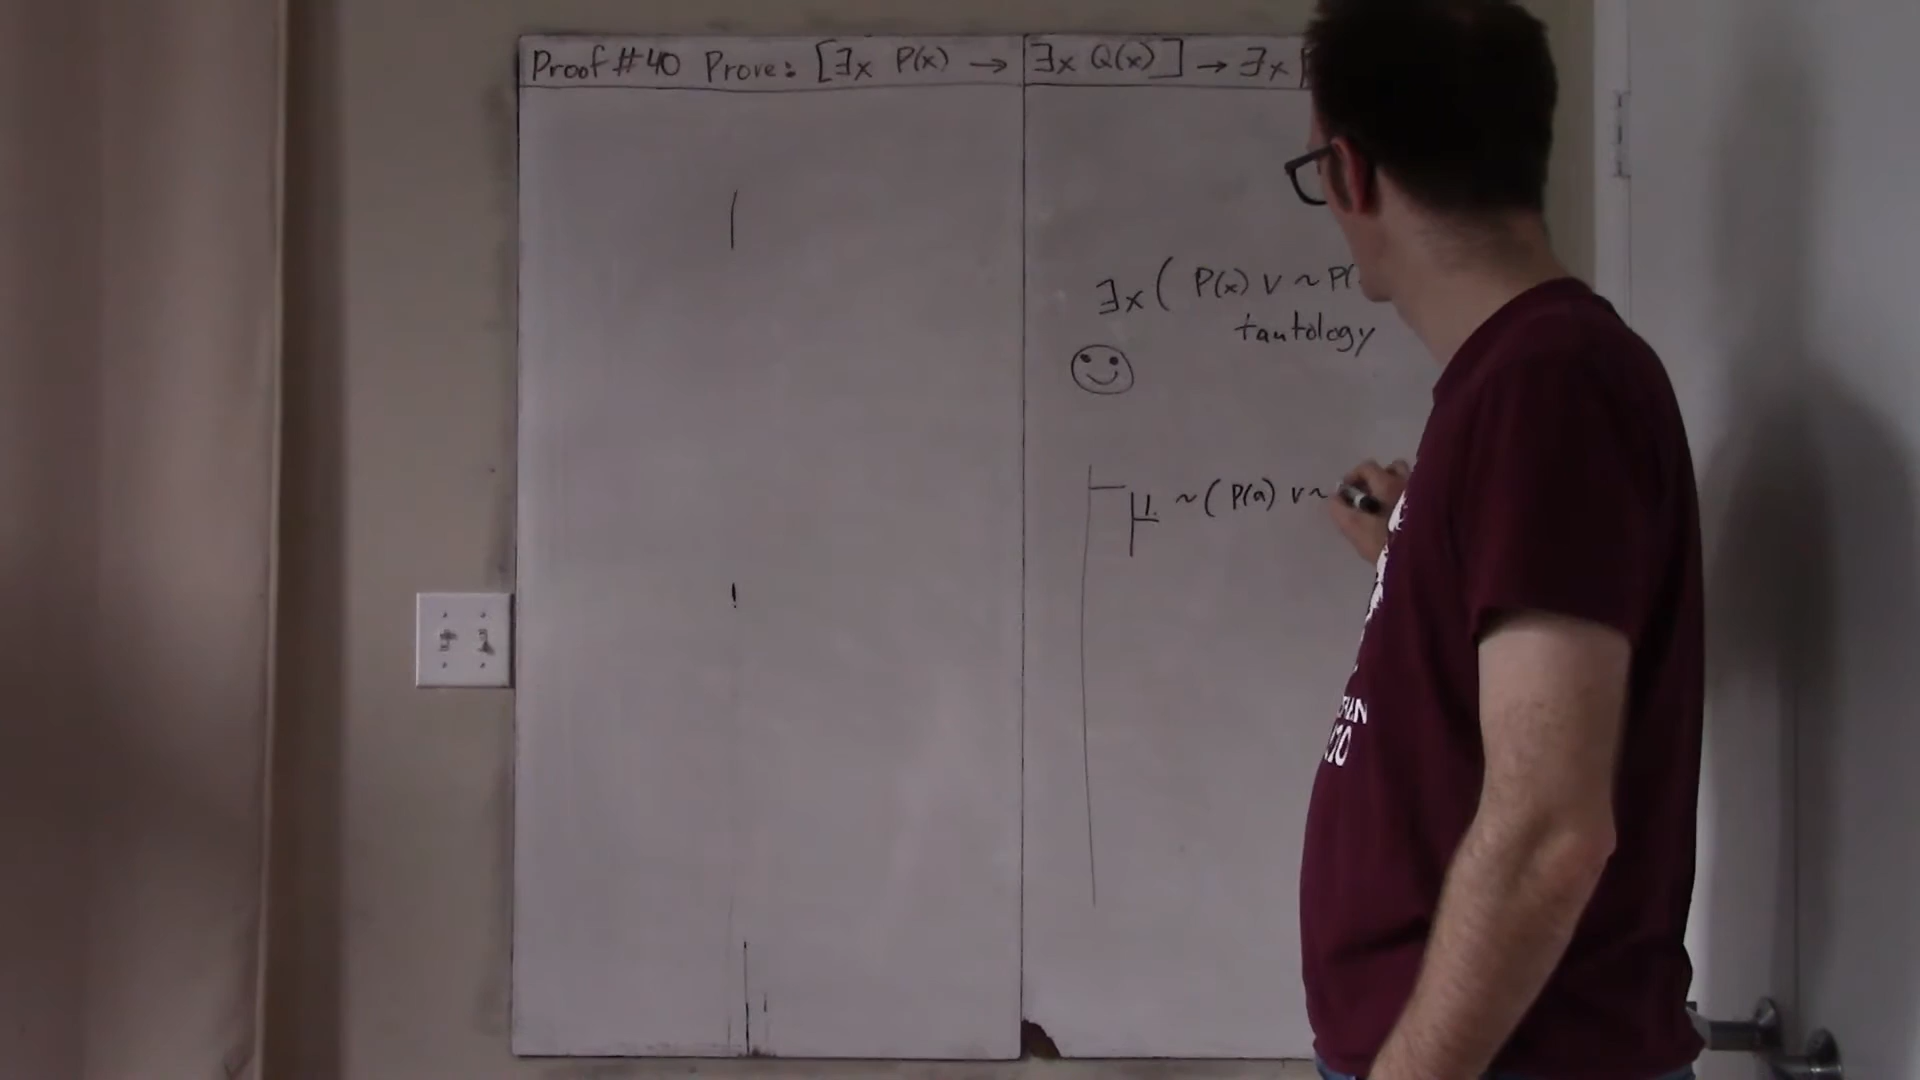 Proof #40 Prove: [∃x P(x) → ∃x Q(x)] → ∃x
∃x ( P(x) v ~ P(
tautology
1. ~ ( P(a) v ~